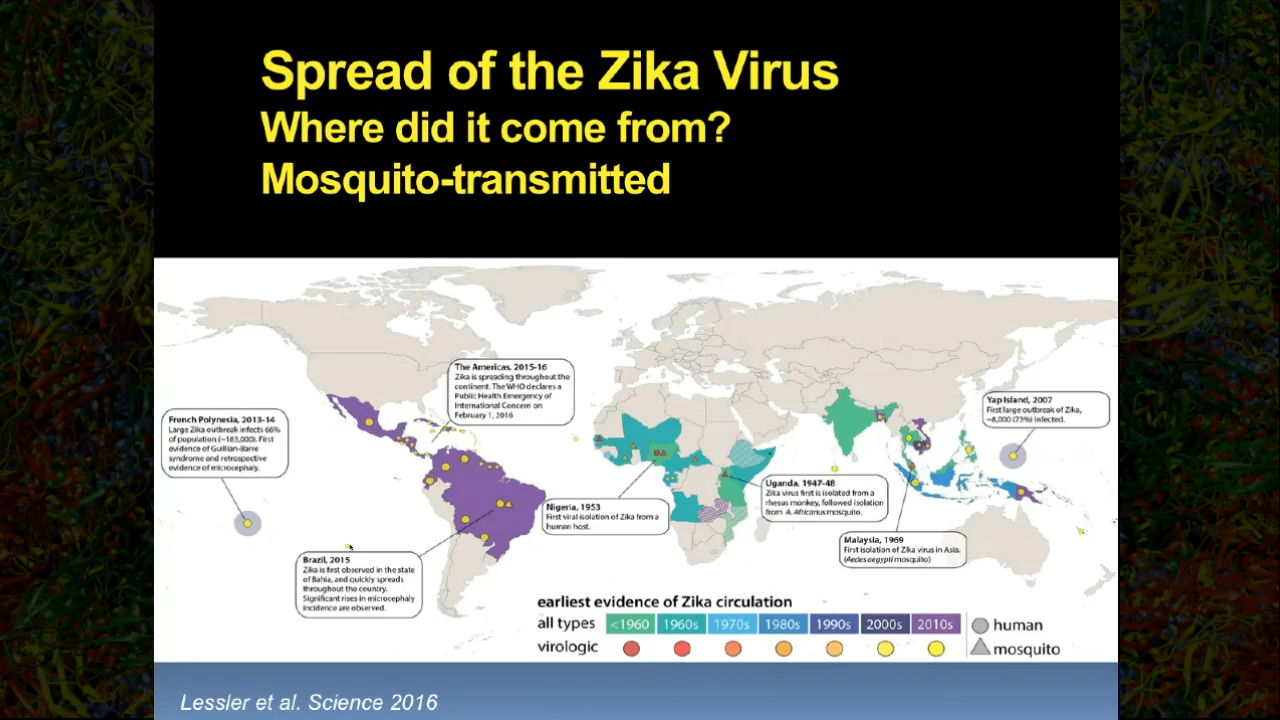 Spread of the Zika Virus
Where did it come from?
Mosquito-transmitted
The Americas, 2015-16
Zika is spreading throughout the
continent. The WHO declares a
Public Health Emergency of
International Concern on
February 1, 2016
French Polynesia, 2013-14
Large Zika outbreak infects 66%
of population (~183,000). First
evidence of Guillian-Barre
syndrome and retrospective
evidence of microcephaly.
Yap Island, 2007
First large outbreak of Zika,
~8,000 (73%) infected.
Uganda, 1947-48
Zika virus first is isolated from a
rhesus monkey, followed isolation
from A. Africanus mosquito.
Nigeria, 1953
First viral isolation of Zika from a
human host.
Malaysia, 1969
First isolation of Zika virus in Asia.
(Aedes aegypti mosquito)
Brazil, 2015
Zika is first observed in the state
of Bahia, and quickly spreads
throughout the country.
Significant rises in microcephaly
incidence are observed.
earliest evidence of Zika circulation
all types <1960 1960s 1970s 1980s 1990s 2000s 2010s human
virologic mosquito
Lessler et al. Science 2016